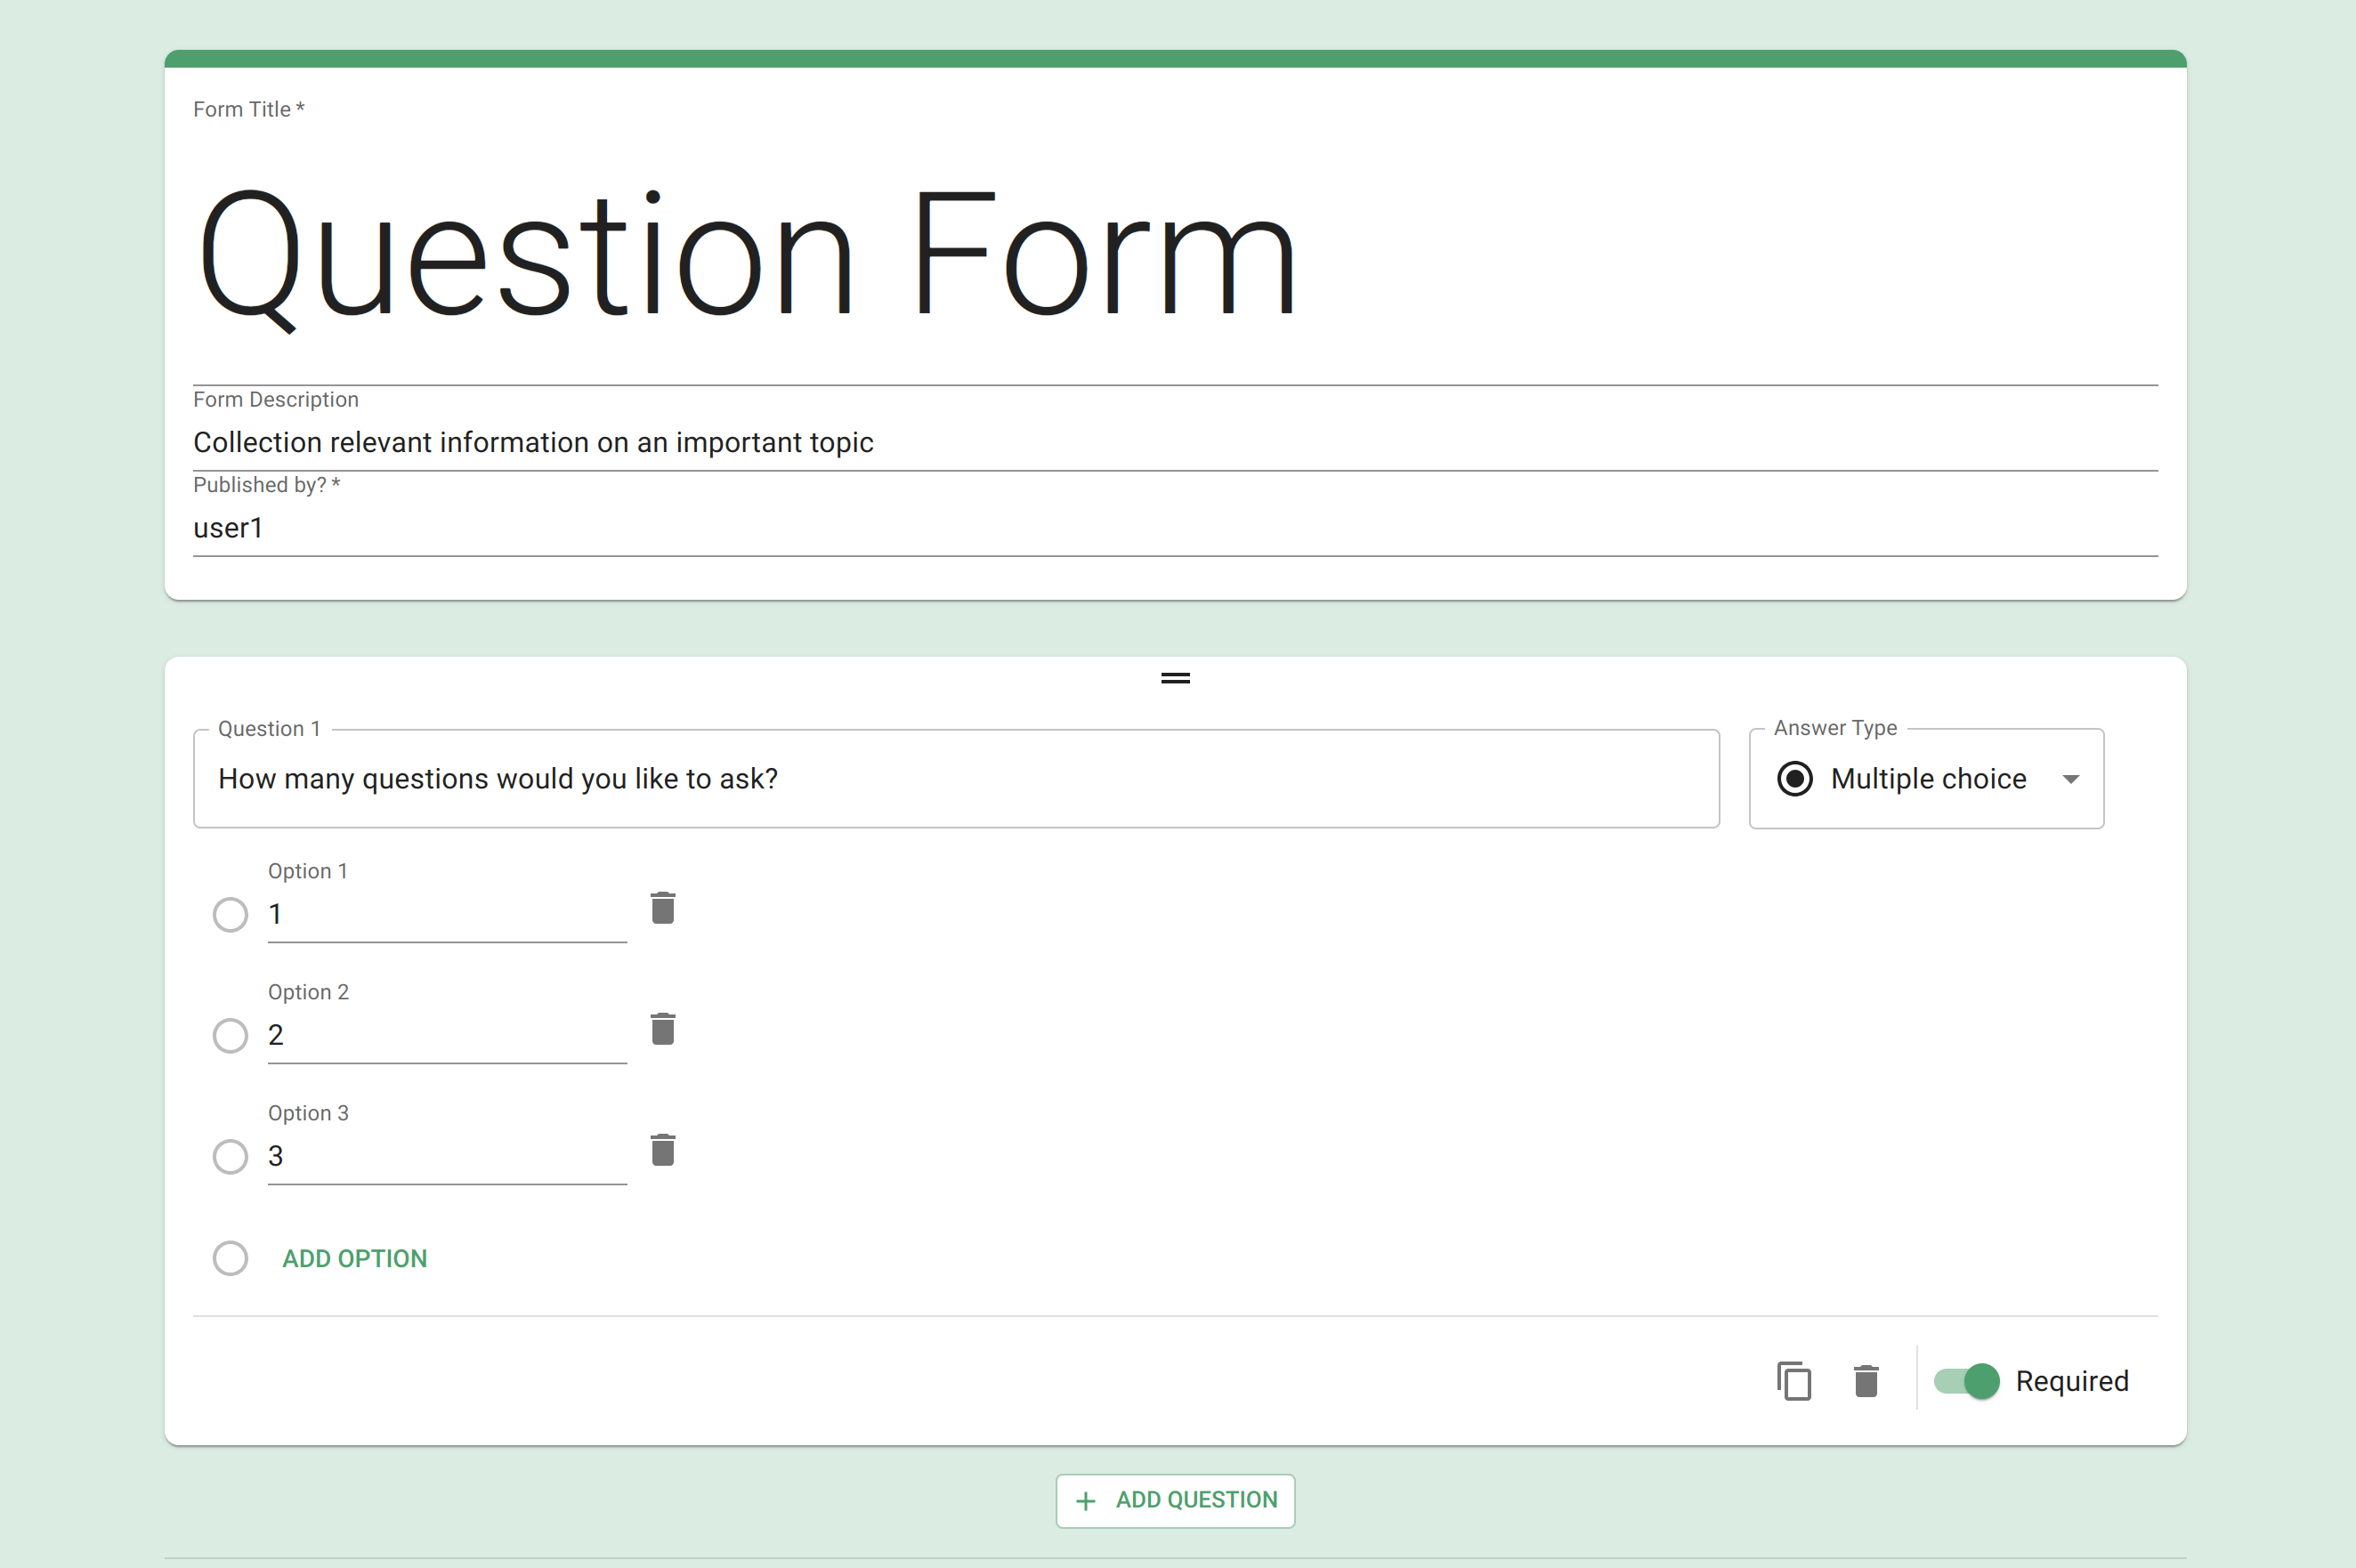 Form Title *
Question Form
Form Description
Collection relevant information on an important topic
Published by? *
user1
Question 1
Answer Type
How many questions would you like to ask?
Multiple choice
Option 1
1
Option 2
2
Option 3
3
ADD OPTION
Required
+ ADD QUESTION